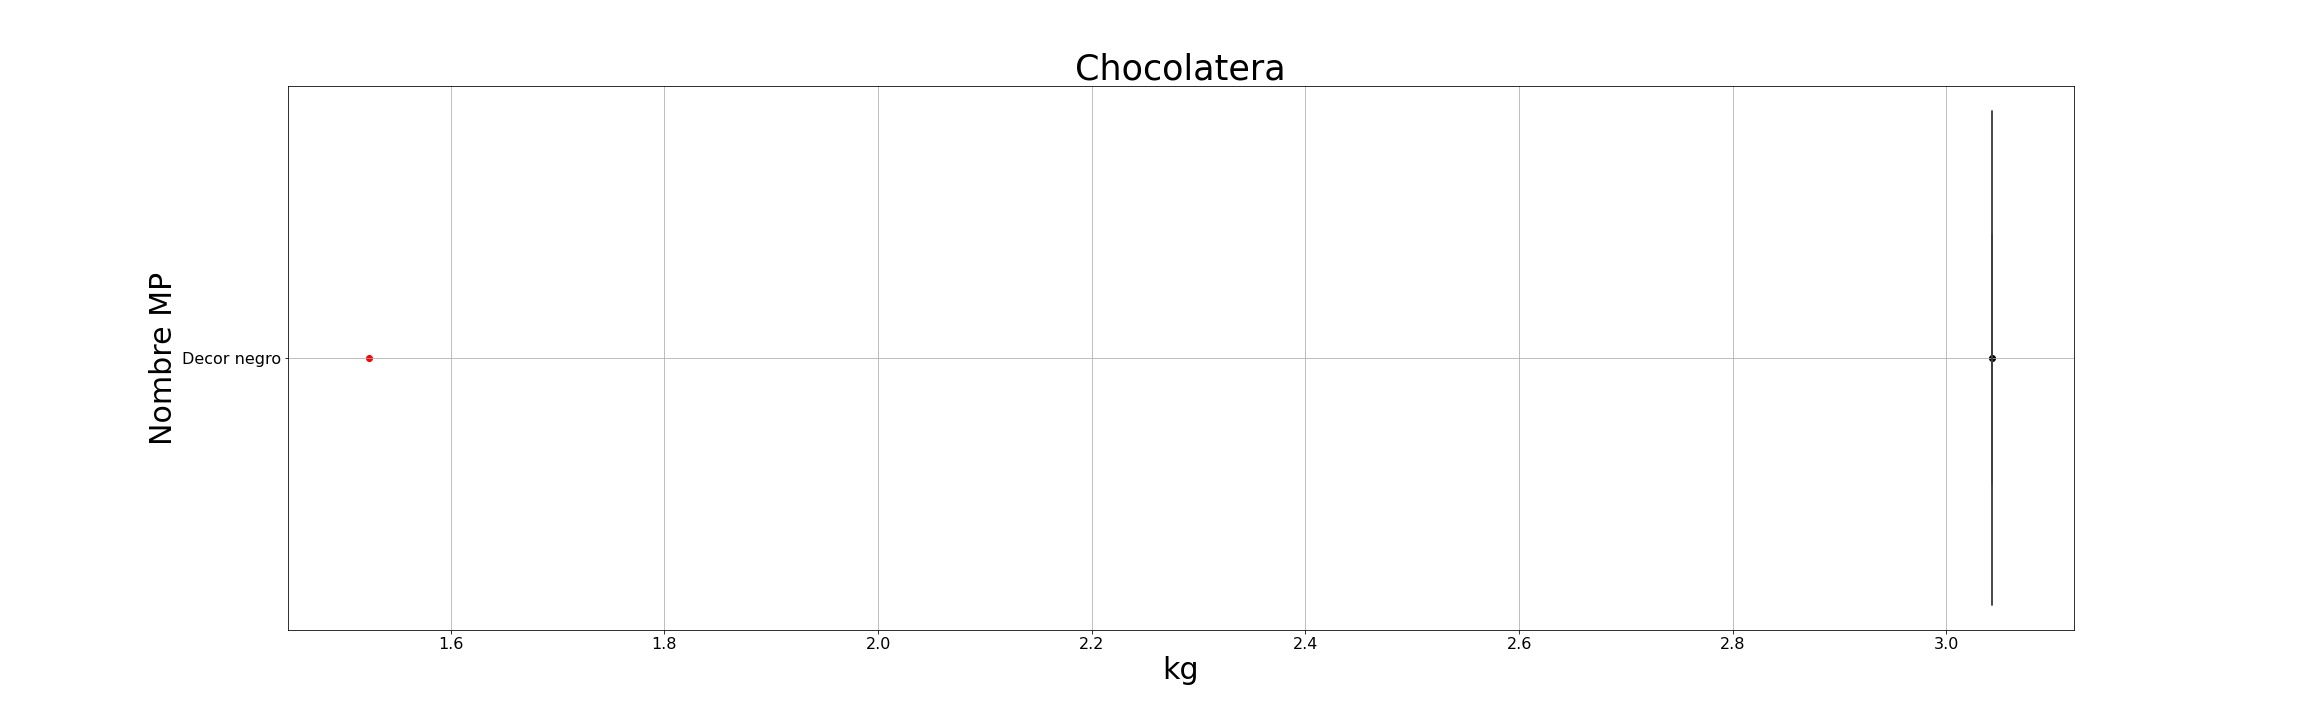 Chocolatera
Nombre MP
Decor negro
1.6 1.8 2.0 2.2 2.4 2.6 2.8 3.0
kg